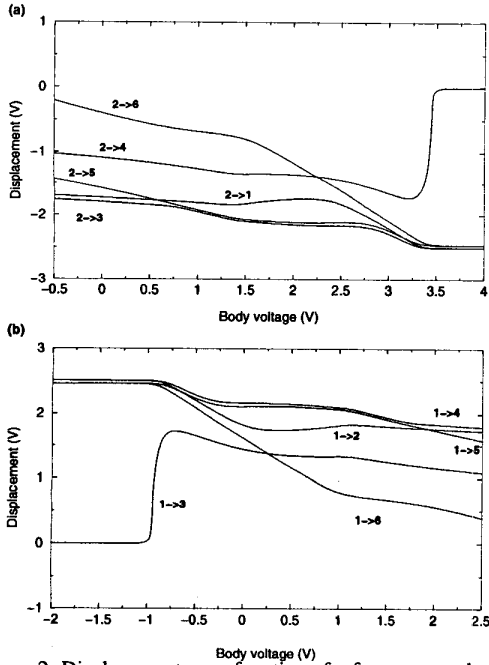 (a)
1
0
−1
−2
−3
Displacement (V)
2->6
2->4
2->5
2->1
2->3
−0.5 0 0.5 1 1.5 2 2.5 3 3.5 4
Body voltage (V)
(b)
3
2
1
0
−1
Displacement (V)
1->4
1->2
1->5
1->3
1->6
−2 −1.5 −1 −0.5 0 0.5 1 1.5 2 2.5
Body voltage (V)
2 Displacement